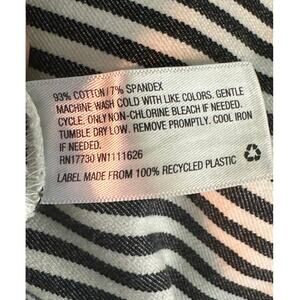 93% COTTON/7% SPANDEX
MACHINE WASH COLD WITH LIKE COLORS. GENTLE
CYCLE. ONLY NON-CHLORINE BLEACH IF NEEDED.
TUMBLE DRY LOW. REMOVE PROMPTLY. COOL IRON
IF NEEDED.
RN17730 VN1111626
LABEL MADE FROM 100% RECYCLED PLASTIC